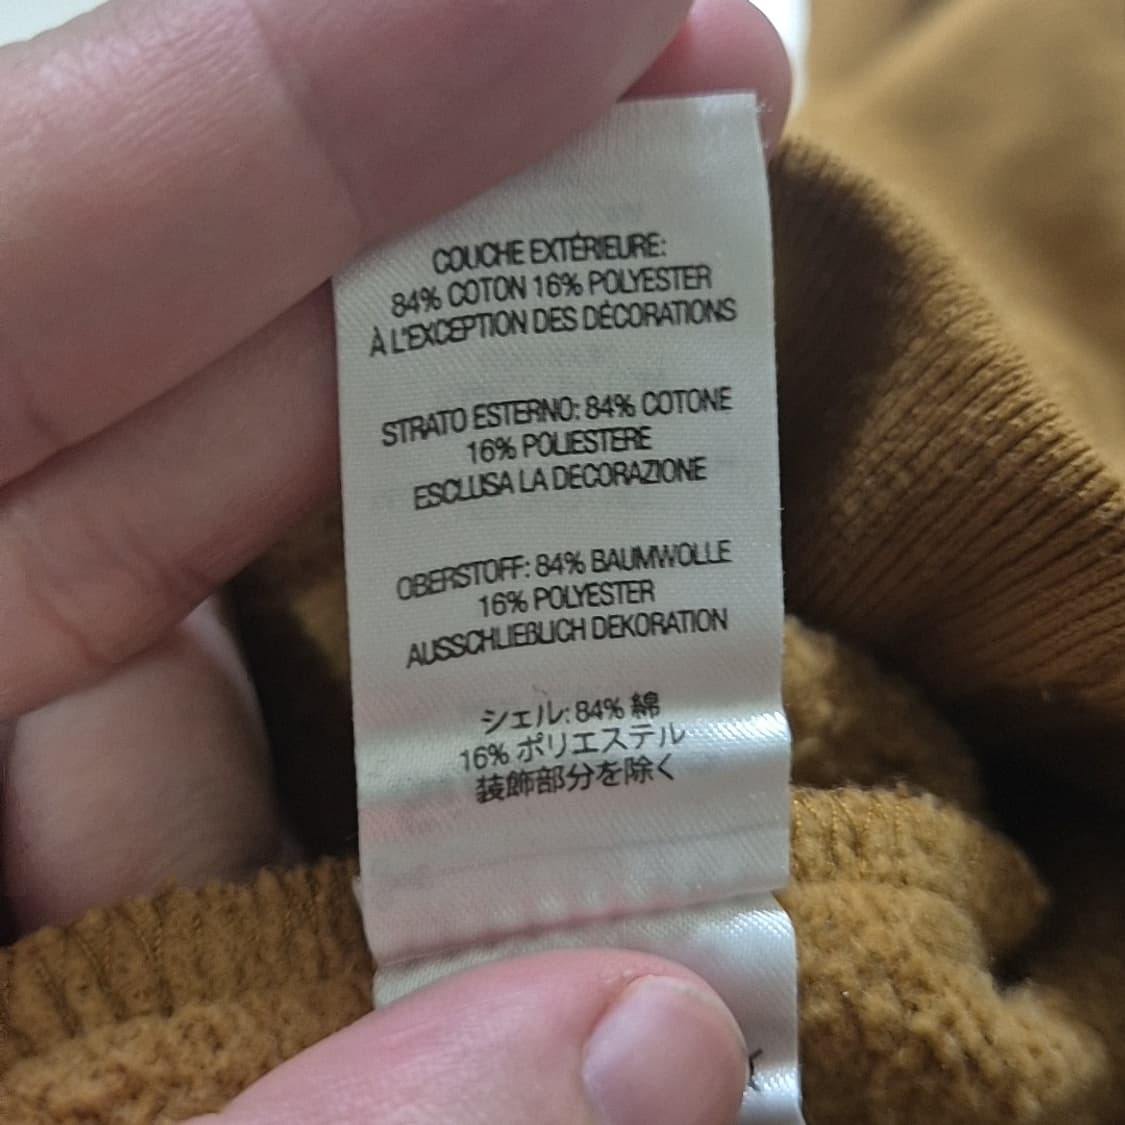 COUCHE EXTÉRIEURE:
84% COTON 16% POLYESTER
À L'EXCEPTION DES DÉCORATIONS
STRATO ESTERNO: 84% COTONE
16% POLIESTERE
ESCLUSA LA DECORAZIONE
OBERSTOFF: 84% BAUMWOLLE
16% POLYESTER
AUSSCHLIEBLICH DEKORATION
シェル: 84% 綿
16% ポリエステル
装飾部分を除く